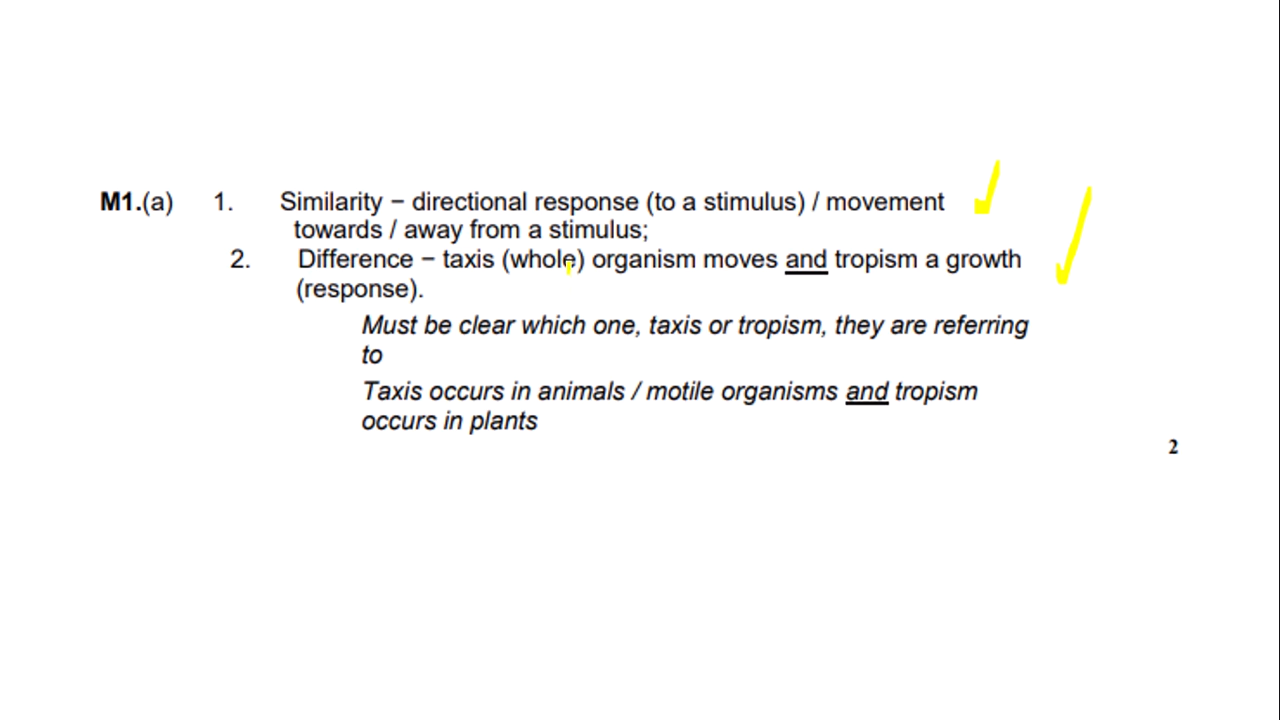 M1.(a) 1. Similarity – directional response (to a stimulus) / movement
towards / away from a stimulus;
2. Difference – taxis (whole) organism moves and tropism a growth
(response).
Must be clear which one, taxis or tropism, they are referring
to
Taxis occurs in animals / motile organisms and tropism
occurs in plants
2